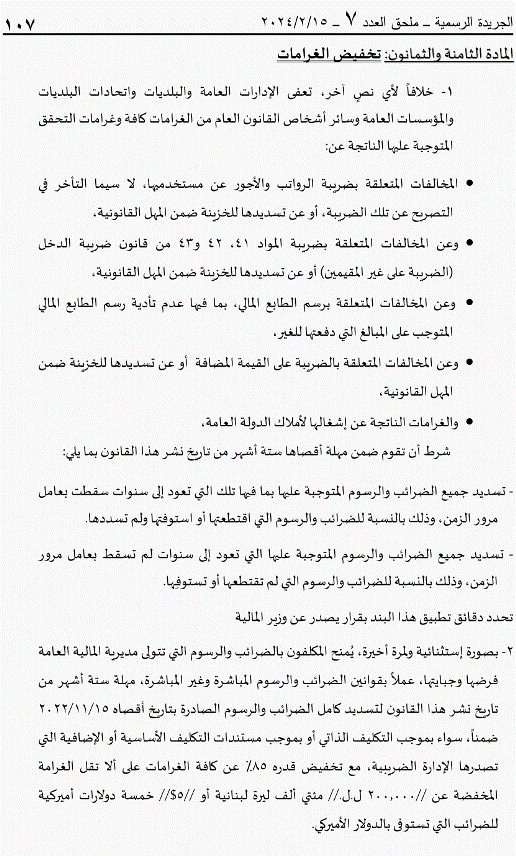 الجريدة الرسمية – ملحق العدد ٧ – ٢٠٢٤/٢/١٥ ١٠٧
المادة الثامنة والثمانون: تخفيض الغرامات
١- خلافاً لأي نص آخر، تعفى الإدارات العامة والبلديات واتحادات البلديات
والمؤسسات العامة وسائر أشخاص القانون العام من الغرامات كافة وغرامات التحقق
المتوجبة عليها الناتجة عن:
• المخالفات المتعلقة بضريبة الرواتب والأجور عن مستخدميها، لا سيما التأخر في
التصريح عن تلك الضريبة، أو عن تسديدها للخزينة ضمن المهل القانونية،
• وعن المخالفات المتعلقة بضريبة المواد ٤١، ٤٢ و٤٣ من قانون ضريبة الدخل
(الضريبة على غير المقيمين) أو عن تسديدها للخزينة ضمن المهل القانونية،
• وعن المخالفات المتعلقة برسم الطابع المالي، بما فيها عدم تأدية رسم الطابع المالي
المتوجب على المبالغ التي دفعتها للغير،
• وعن المخالفات المتعلقة بالضريبة على القيمة المضافة أو عن تسديدها للخزينة ضمن
المهل القانونية،
• والغرامات الناتجة عن إشغالها لأملاك الدولة العامة،
شرط أن تقوم ضمن مهلة أقصاها ستة أشهر من تاريخ نشر هذا القانون بما يلي:
- تسديد جميع الضرائب والرسوم المتوجبة عليها بما فيها تلك التي تعود إلى سنوات سقطت بعامل
مرور الزمن، وذلك بالنسبة للضرائب والرسوم التي اقتطعتها أو استوفتها ولم تسددها.
- تسديد جميع الضرائب والرسوم المتوجبة عليها التي تعود إلى سنوات لم تسقط بعامل مرور
الزمن، وذلك بالنسبة للضرائب والرسوم التي لم تقتطعها أو تستوفها.
تحدد دقائق تطبيق هذا البند بقرار يصدر عن وزير المالية
٢- بصورة إستثنائية ولمرة أخيرة، يُمنح المكلفون بالضرائب والرسوم التي تتولى مديرية المالية العامة
فرضها وجبايتها، عملاً بقوانين الضرائب والرسوم المباشرة وغير المباشرة، مهلة ستة أشهر من
تاريخ نشر هذا القانون لتسديد كامل الضرائب والرسوم الصادرة بتاريخ أقصاه ٢٠٢٢/١١/١٥
ضمناً، سواء بموجب التكليف الذاتي أو بموجب مستندات التكليف الأساسية أو الإضافية التي
تصدرها الإدارة الضريبية، مع تخفيض قدره ٨٥٪ عن كافة الغرامات على ألا تقل الغرامة
المخفضة عن //٢٠٠,٠٠٠ ل.ل.// مئتي ألف ليرة لبنانية أو //5$// خمسة دولارات أميركية
للضرائب التي تستوفى بالدولار الأميركي.